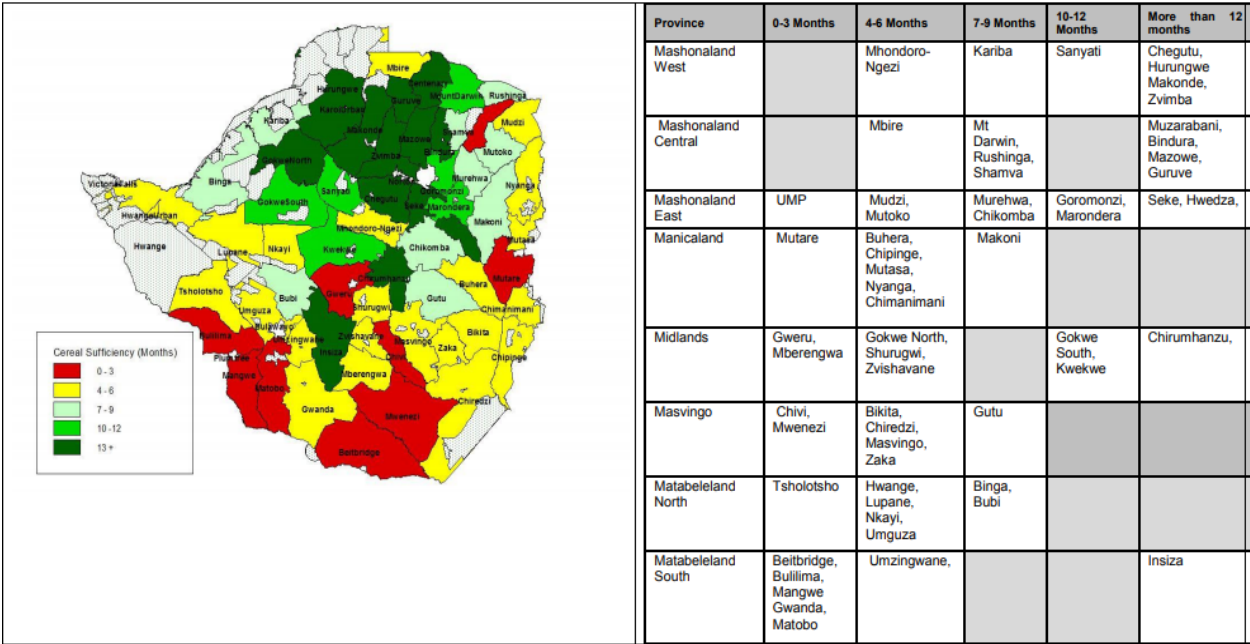 Mbire
Hurungwe
Centenary
KaroiUrban
Guruve
MountDarwin
Rushinga
Kariba
Makonde
Mazowe
Shamva
Mudzi
Bindura
Mutoko
Zvimba
GokweNorth
Murehwa
VictoriaFalls
Binga
Sanyati
Nyanga
Goromonzi
GokweSouth
Chegutu
Seke
Marondera
HwangeUrban
Makoni
Mhondoro-Ngezi
Mutasa
Hwange
Lupane
Nkayi
Kwekwe
Chikomba
Chirumanzu
Mutare
Buhera
Tsholotsho
Gweru
Bubi
Gutu
Umguza
Shurugwi
Chimanimani
Bulawayo
Bulilima
Umzingwane
Zvishavane
Masvingo
Bikita
Insiza
Zaka
Plumtree
Chivi
Chipinge
Mangwe
Matobo
Mberengwa
Gwanda
Mwenezi
Chiredzi
Beitbridge
Cereal Sufficiency (Months)
0 - 3
4 - 6
7 - 9
10 - 12
13 +
Province 0-3 Months 4-6 Months 7-9 Months 10-12 Months More than 12 months
Mashonaland West Mhondoro-Ngezi Kariba Sanyati Chegutu, Hurungwe Makonde, Zvimba
Mashonaland Central Mbire Mt Darwin, Rushinga, Shamva Muzarabani, Bindura, Mazowe, Guruve
Mashonaland East UMP Mudzi, Mutoko Murehwa, Chikomba Goromonzi, Marondera Seke, Hwedza,
Manicaland Mutare Buhera, Chipinge, Mutasa, Nyanga, Chimanimani Makoni
Midlands Gweru, Mberengwa Gokwe North, Shurugwi, Zvishavane Gokwe South, Kwekwe Chirumhanzu,
Masvingo Chivi, Mwenezi Bikita, Chiredzi, Masvingo, Zaka Gutu
Matabeleland North Tsholotsho Hwange, Lupane, Nkayi, Umguza Binga, Bubi
Matabeleland South Beitbridge, Bulilima, Mangwe Gwanda, Matobo Umzingwane, Insiza